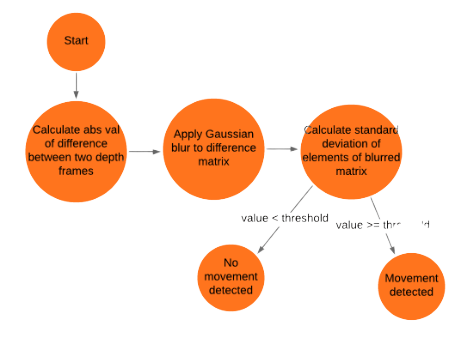 Start
Calculate abs val
of difference
between two depth
frames
Apply Gaussian
blur to difference
matrix
Calculate standard
deviation of
elements of blurred
matrix
value < threshold
value >=
No
movement
detected
Movement
detected